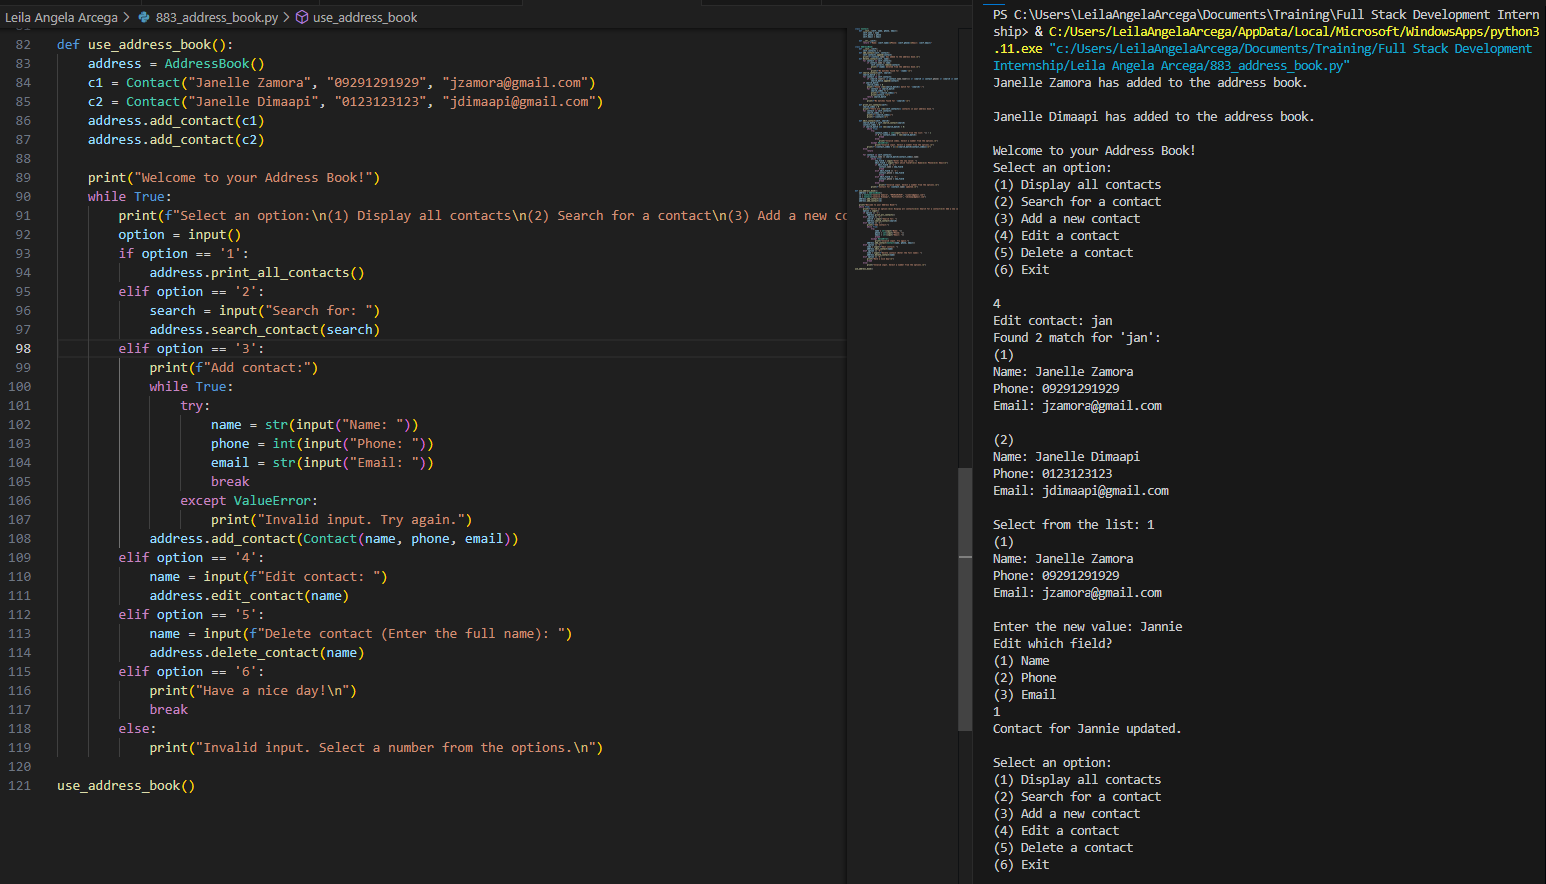 Leila Angela Arcega > 883_address_book.py > use_address_book
82 def use_address_book():
83 address = AddressBook()
84 c1 = Contact("Janelle Zamora", "09291291929", "jzamora@gmail.com")
85 c2 = Contact("Janelle Dimaapi", "0123123123", "jdimaapi@gmail.com")
86 address.add_contact(c1)
87 address.add_contact(c2)
88
89 print("Welcome to your Address Book!")
90 while True:
91 print(f"Select an option:\n(1) Display all contacts\n(2) Search for a contact\n(3) Add a new co
92 option = input()
93 if option == '1':
94 address.print_all_contacts()
95 elif option == '2':
96 search = input("Search for: ")
97 address.search_contact(search)
98 elif option == '3':
99 print(f"Add contact:")
100 while True:
101 try:
102 name = str(input("Name: "))
103 phone = int(input("Phone: "))
104 email = str(input("Email: "))
105 break
106 except ValueError:
107 print("Invalid input. Try again.")
108 address.add_contact(Contact(name, phone, email))
109 elif option == '4':
110 name = input(f"Edit contact: ")
111 address.edit_contact(name)
112 elif option == '5':
113 name = input(f"Delete contact (Enter the full name): ")
114 address.delete_contact(name)
115 elif option == '6':
116 print("Have a nice day!\n")
117 break
118 else:
119 print("Invalid input. Select a number from the options.\n")
120
121 use_address_book()
PS C:\Users\LeilaAngelaArcega\Documents\Training\Full Stack Development Intern
ship> & C:/Users/LeilaAngelaArcega/AppData/Local/Microsoft/WindowsApps/python3
.11.exe "c:/Users/LeilaAngelaArcega/Documents/Training/Full Stack Development
Internship/Leila Angela Arcega/883_address_book.py"
Janelle Zamora has added to the address book.
Janelle Dimaapi has added to the address book.
Welcome to your Address Book!
Select an option:
(1) Display all contacts
(2) Search for a contact
(3) Add a new contact
(4) Edit a contact
(5) Delete a contact
(6) Exit
4
Edit contact: jan
Found 2 match for 'jan':
(1)
Name: Janelle Zamora
Phone: 09291291929
Email: jzamora@gmail.com
(2)
Name: Janelle Dimaapi
Phone: 0123123123
Email: jdimaapi@gmail.com
Select from the list: 1
(1)
Name: Janelle Zamora
Phone: 09291291929
Email: jzamora@gmail.com
Enter the new value: Jannie
Edit which field?
(1) Name
(2) Phone
(3) Email
1
Contact for Jannie updated.
Select an option:
(1) Display all contacts
(2) Search for a contact
(3) Add a new contact
(4) Edit a contact
(5) Delete a contact
(6) Exit